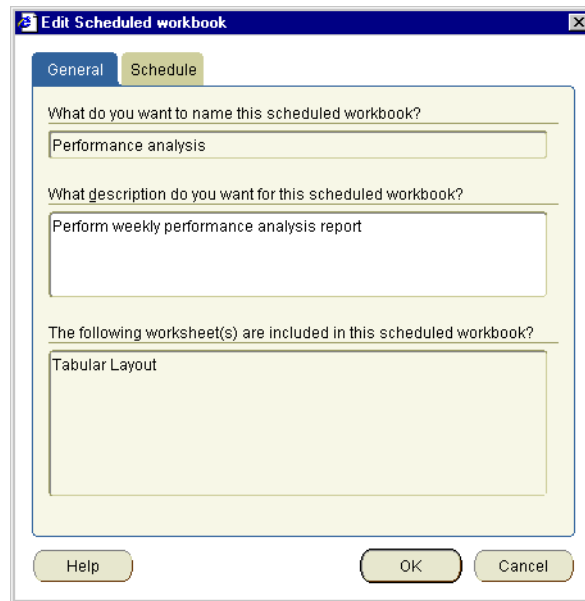 Edit Scheduled workbook
General Schedule
What do you want to name this scheduled workbook?
Performance analysis
What description do you want for this scheduled workbook?
Perform weekly performance analysis report
The following worksheet(s) are included in this scheduled workbook?
Tabular Layout
Help OK Cancel